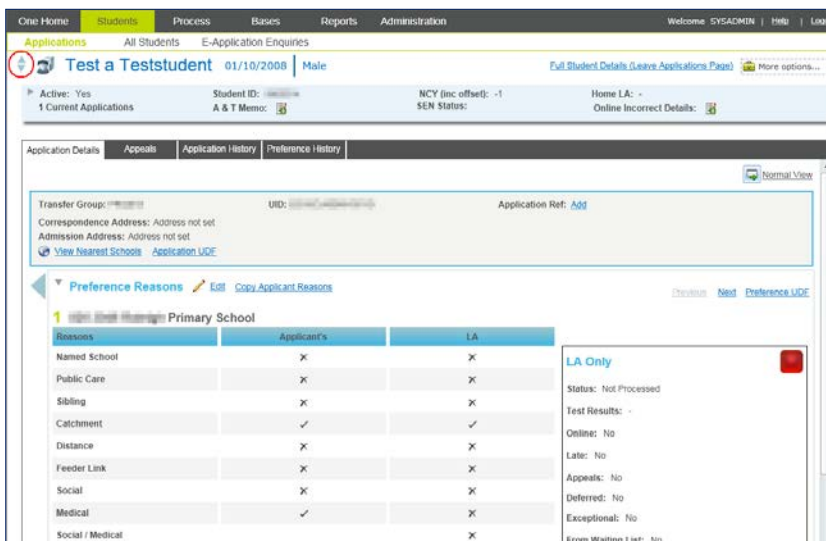 One Home Students Process Bases Reports Administration Welcome SYSADMIN | Help | Log
Applications All Students E-Application Enquiries
Test a Teststudent 01/10/2008 Male Full Student Details (Leave Applications Page) More options...
Active: Yes Student ID: NCY (inc offset): -1 Home LA: -
1 Current Applications A & T Memo: SEN Status: Online Incorrect Details:
Application Details Appeals Application History Preference History
Normal View
Transfer Group: UID: Application Ref: Add
Correspondence Address: Address not set
Admission Address: Address not set
View Nearest Schools Application UDF
Preference Reasons Edit Copy Applicant Reasons Previous Next Preference UDF
1 Primary School
Reasons Applicant's LA
Named School
Public Care
Sibling
Catchment
Distance
Feeder Link
Social
Medical
Social / Medical
LA Only
Status: Not Processed
Test Results: -
Online: No
Late: No
Appeals: No
Deferred: No
Exceptional: No
From Waiting List: No